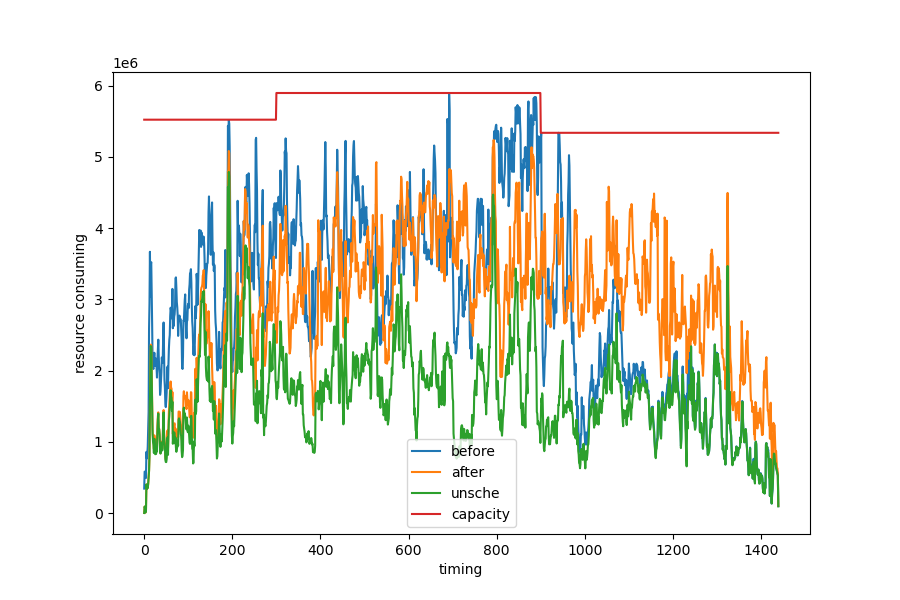 1e6
6
5
4
3
2
1
0
resource consuming
0 200 400 600 800 1000 1200 1400
timing
before
after
unsche
capacity